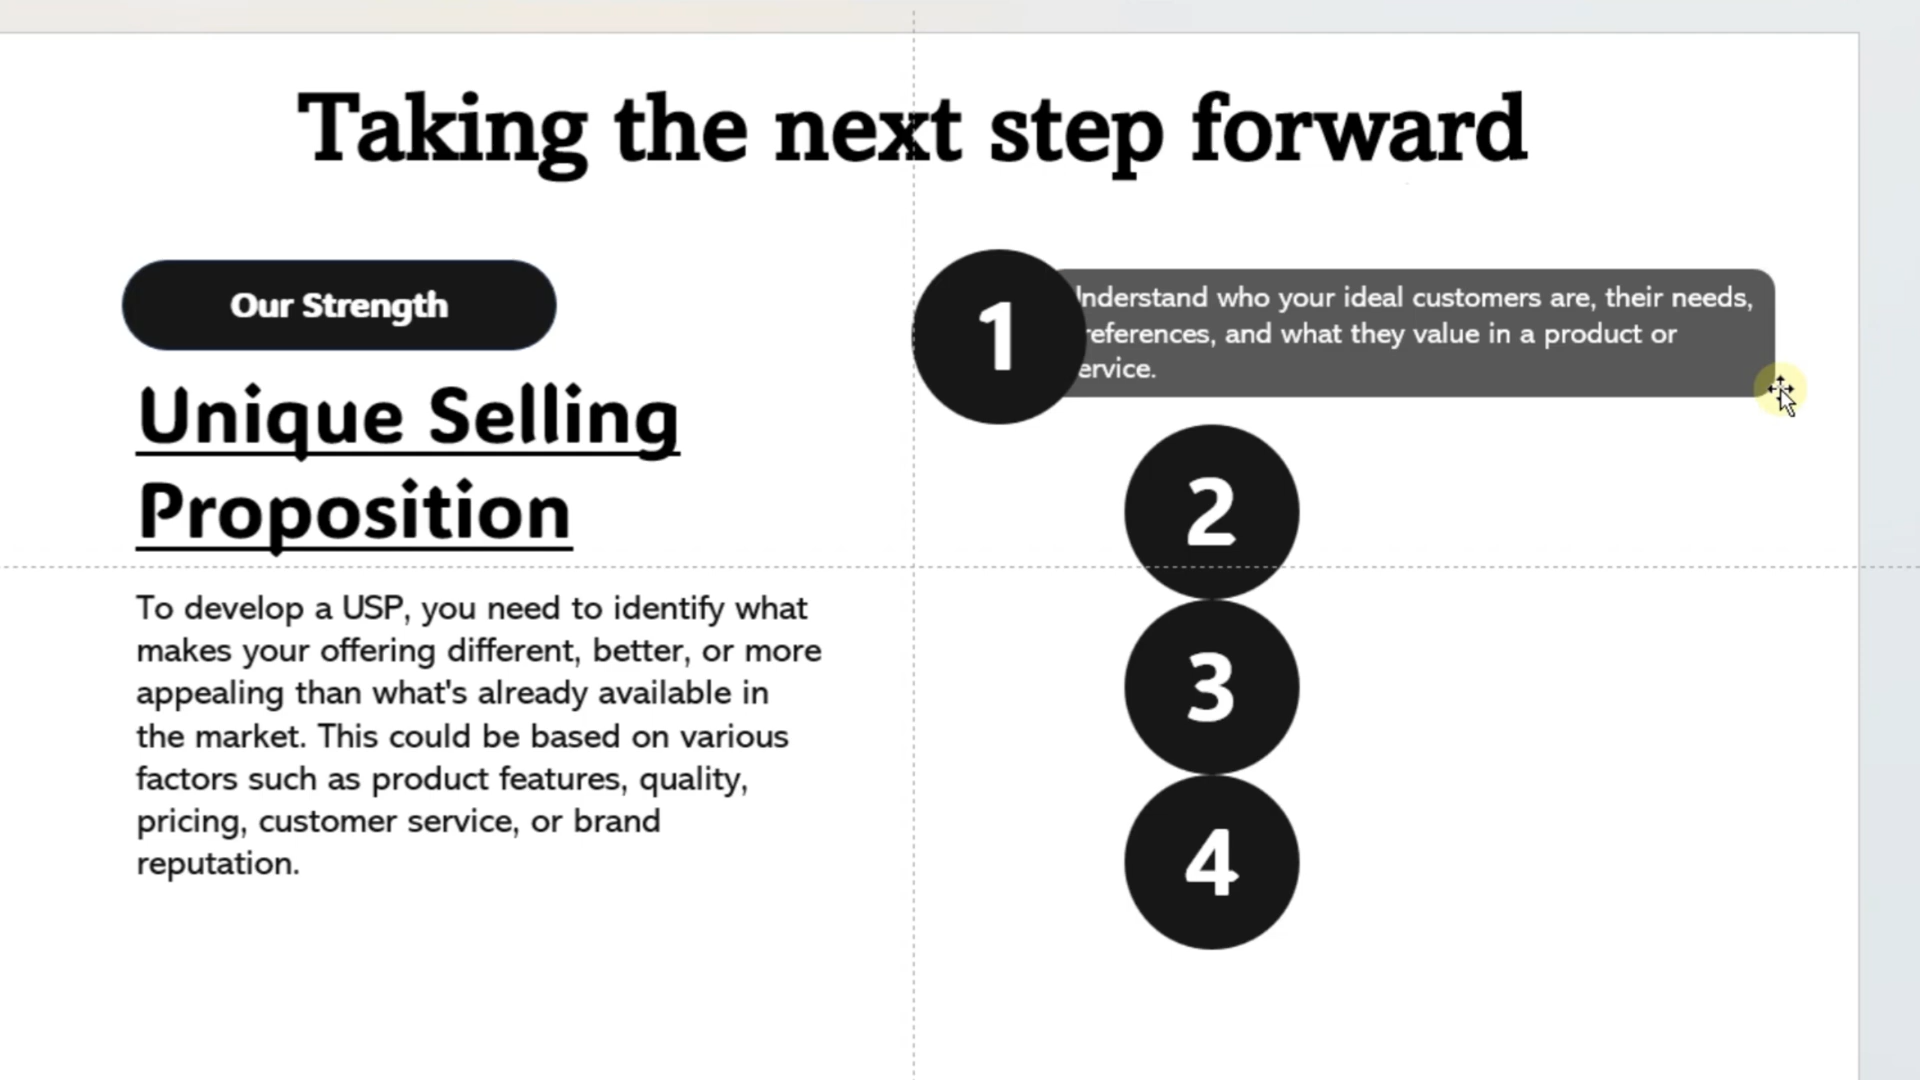 Taking the next step forward
Our Strength
Unique Selling
Proposition
To develop a USP, you need to identify what
makes your offering different, better, or more
appealing than what's already available in
the market. This could be based on various
factors such as product features, quality,
pricing, customer service, or brand
reputation.
1
nderstand who your ideal customers are, their needs,
references, and what they value in a product or
ervice.
2
3
4